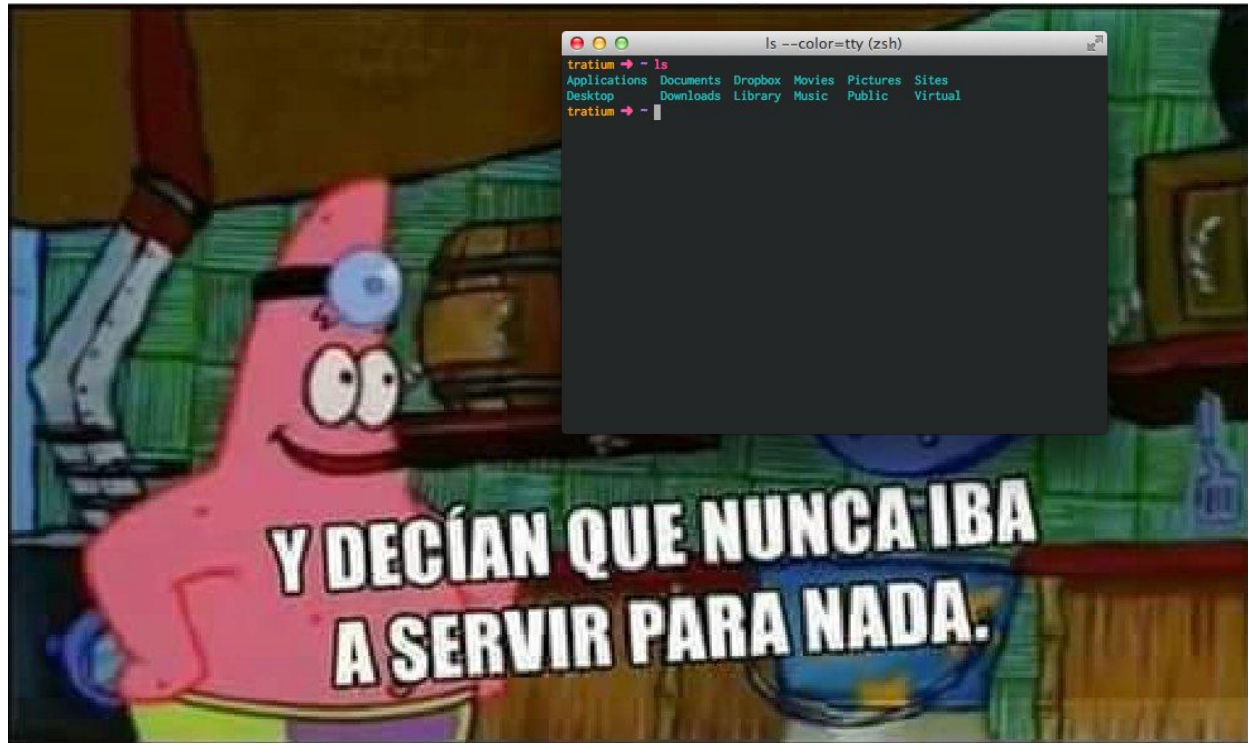 ls --color=tty (zsh)
tratium ➜ ~ ls
Applications Documents Dropbox Movies Pictures Sites
Desktop Downloads Library Music Public Virtual
tratium ➜ ~
Y DECÍAN QUE NUNCA IBA
A SERVIR PARA NADA.